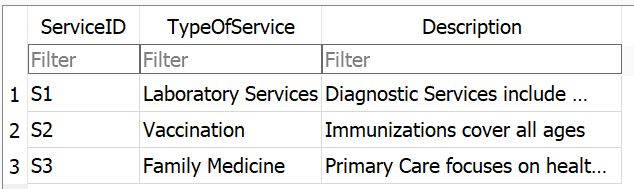 ServiceID TypeOfService Description
Filter Filter Filter
1 S1 Laboratory Services Diagnostic Services include ...
2 S2 Vaccination Immunizations cover all ages
3 S3 Family Medicine Primary Care focuses on healt...